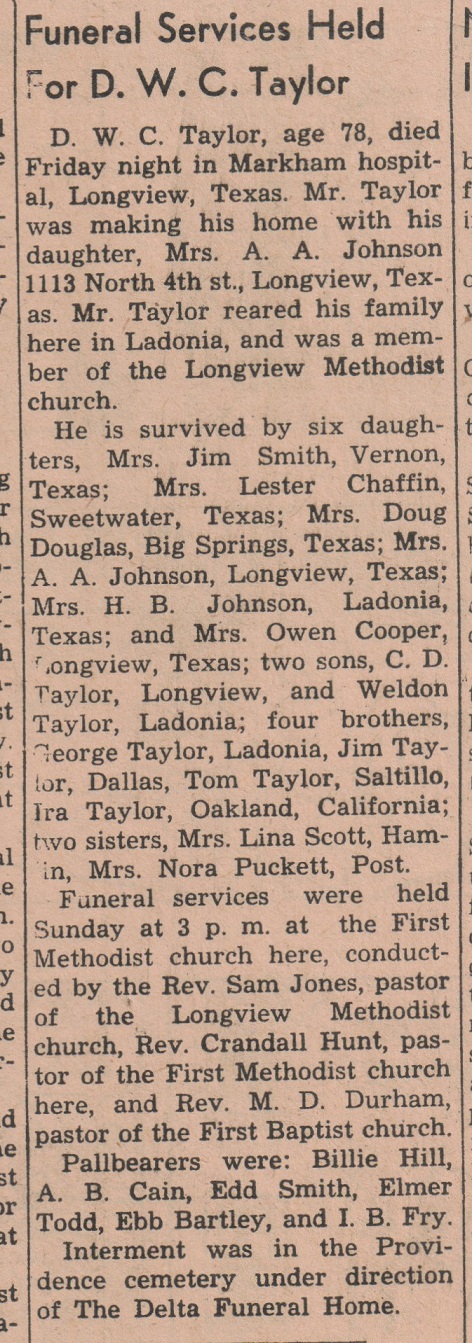 Funeral Services Held
For D. W. C. Taylor
D. W. C. Taylor, age 78, died
Friday night in Markham hospit-
al, Longview, Texas. Mr. Taylor
was making his home with his
daughter, Mrs. A. A. Johnson
1113 North 4th st., Longview, Tex-
as. Mr. Taylor reared his family
here in Ladonia, and was a mem-
ber of the Longview Methodist
church.
He is survived by six daugh-
ters, Mrs. Jim Smith, Vernon,
Texas; Mrs. Lester Chaffin,
Sweetwater, Texas; Mrs. Doug
Douglas, Big Springs, Texas; Mrs.
A. A. Johnson, Longview, Texas;
Mrs. H. B. Johnson, Ladonia,
Texas; and Mrs. Owen Cooper,
Longview, Texas; two sons, C. D.
Taylor, Longview, and Weldon
Taylor, Ladonia; four brothers,
George Taylor, Ladonia, Jim Tay-
lor, Dallas, Tom Taylor, Saltillo,
Ira Taylor, Oakland, California;
two sisters, Mrs. Lina Scott, Ham-
lin, Mrs. Nora Puckett, Post.
Funeral services were held
Sunday at 3 p. m. at the First
Methodist church here, conduct-
ed by the Rev. Sam Jones, pastor
of the Longview Methodist
church, Rev. Crandall Hunt, pas-
tor of the First Methodist church
here, and Rev. M. D. Durham,
pastor of the First Baptist church.
Pallbearers were: Billie Hill,
A. B. Cain, Edd Smith, Elmer
Todd, Ebb Bartley, and I. B. Fry.
Interment was in the Provi-
dence cemetery under direction
of The Delta Funeral Home.